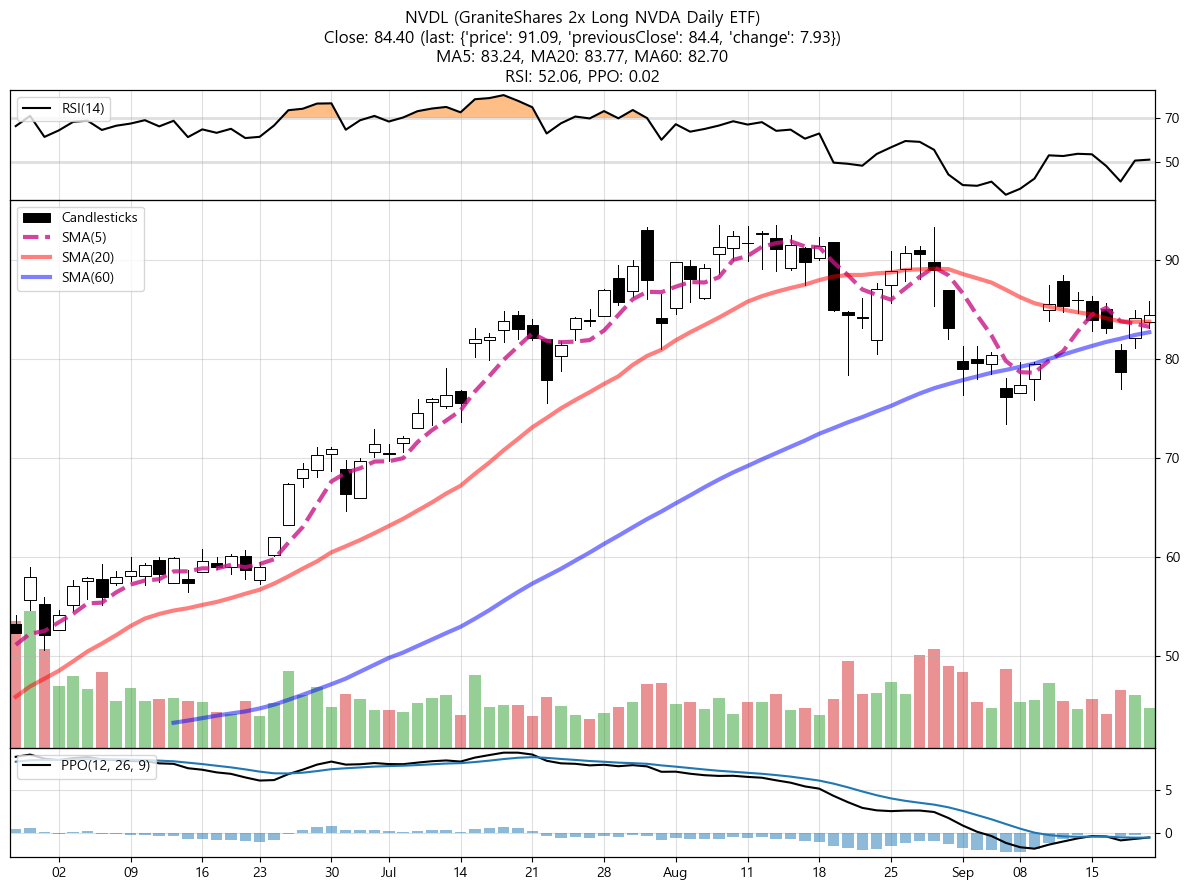 NVDL (GraniteShares 2x Long NVDA Daily ETF)
Close: 84.40 (last: {'price': 91.09, 'previousClose': 84.4, 'change': 7.93})
MA5: 83.24, MA20: 83.77, MA60: 82.70
RSI: 52.06, PPO: 0.02
RSI(14)
70
50
Candlesticks
SMA(5)
SMA(20)
SMA(60)
90
80
70
60
50
PPO(12, 26, 9)
5
0
02 09 16 23 30 Jul 14 21 28 Aug 11 18 25 Sep 08 15